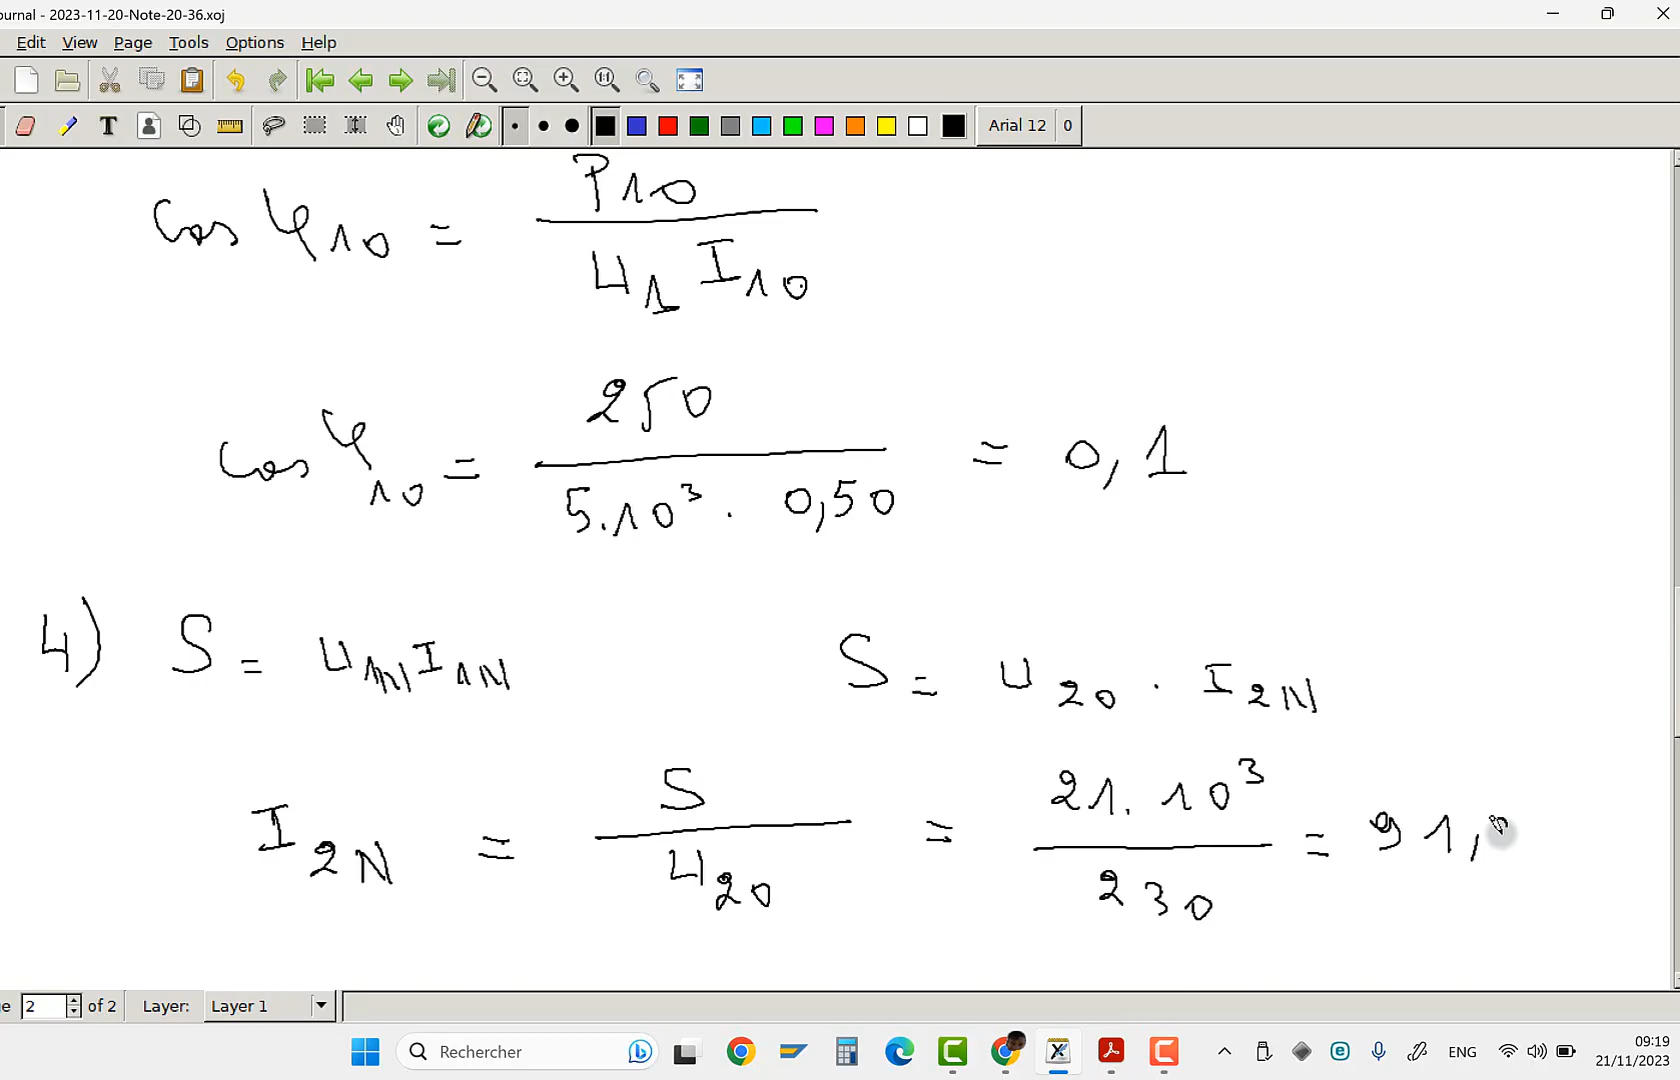 ournal - 2023-11-20-Note-20-36.xoj
Edit View Page Tools Options Help
Arial 12 0
cos φ10 = P10 / U1 I10
cos φ10 = 250 / 5.10³ . 0,50 = 0,1
4) S = U1N I1N S = U20 . I2N
I2N = S / U20 = 21.10³ / 230 = 91,
e 2 of 2 Layer: Layer 1
Rechercher
ENG
09:19
21/11/2023